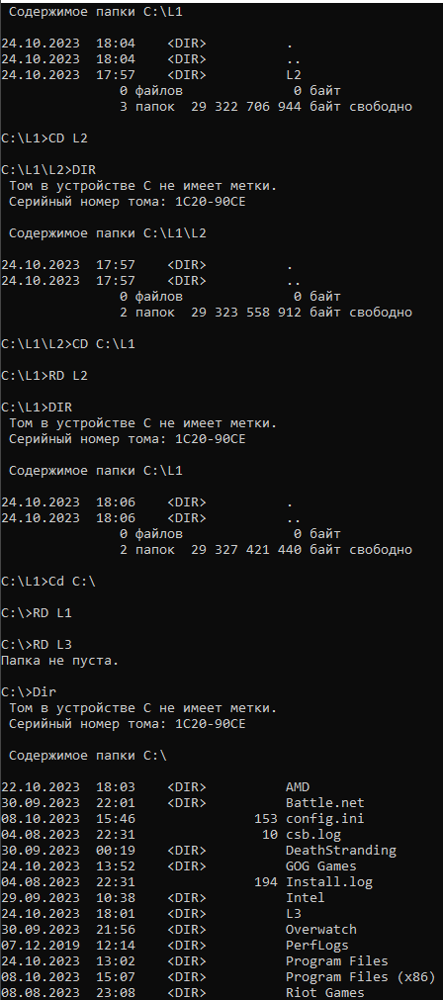 Содержимое папки C:\L1
24.10.2023  18:04    <DIR>          .
24.10.2023  18:04    <DIR>          ..
24.10.2023  17:57    <DIR>          L2
               0 файлов              0 байт
               3 папок  29 322 706 944 байт свободно
C:\L1>CD L2
C:\L1\L2>DIR
 Том в устройстве C не имеет метки.
 Серийный номер тома: 1C20-90CE
 Содержимое папки C:\L1\L2
24.10.2023  17:57    <DIR>          .
24.10.2023  17:57    <DIR>          ..
               0 файлов              0 байт
               2 папок  29 323 558 912 байт свободно
C:\L1\L2>CD C:\L1
C:\L1>RD L2
C:\L1>DIR
 Том в устройстве C не имеет метки.
 Серийный номер тома: 1C20-90CE
 Содержимое папки C:\L1
24.10.2023  18:06    <DIR>          .
24.10.2023  18:06    <DIR>          ..
               0 файлов              0 байт
               2 папок  29 327 421 440 байт свободно
C:\L1>Cd C:\
C:\>RD L1
C:\>RD L3
Папка не пуста.
C:\>Dir
 Том в устройстве C не имеет метки.
 Серийный номер тома: 1C20-90CE
 Содержимое папки C:\
22.10.2023  18:03    <DIR>          AMD
30.09.2023  22:01    <DIR>          Battle.net
08.10.2023  15:46               153 config.ini
04.08.2023  22:31                10 csb.log
30.09.2023  00:19    <DIR>          DeathStranding
24.10.2023  13:52    <DIR>          GOG Games
04.08.2023  22:31               194 Install.log
29.09.2023  10:38    <DIR>          Intel
24.10.2023  18:01    <DIR>          L3
30.09.2023  21:56    <DIR>          Overwatch
07.12.2019  12:14    <DIR>          PerfLogs
24.10.2023  13:02    <DIR>          Program Files
08.10.2023  15:07    <DIR>          Program Files (x86)
08.08.2023  23:08    <DIR>          Riot Games